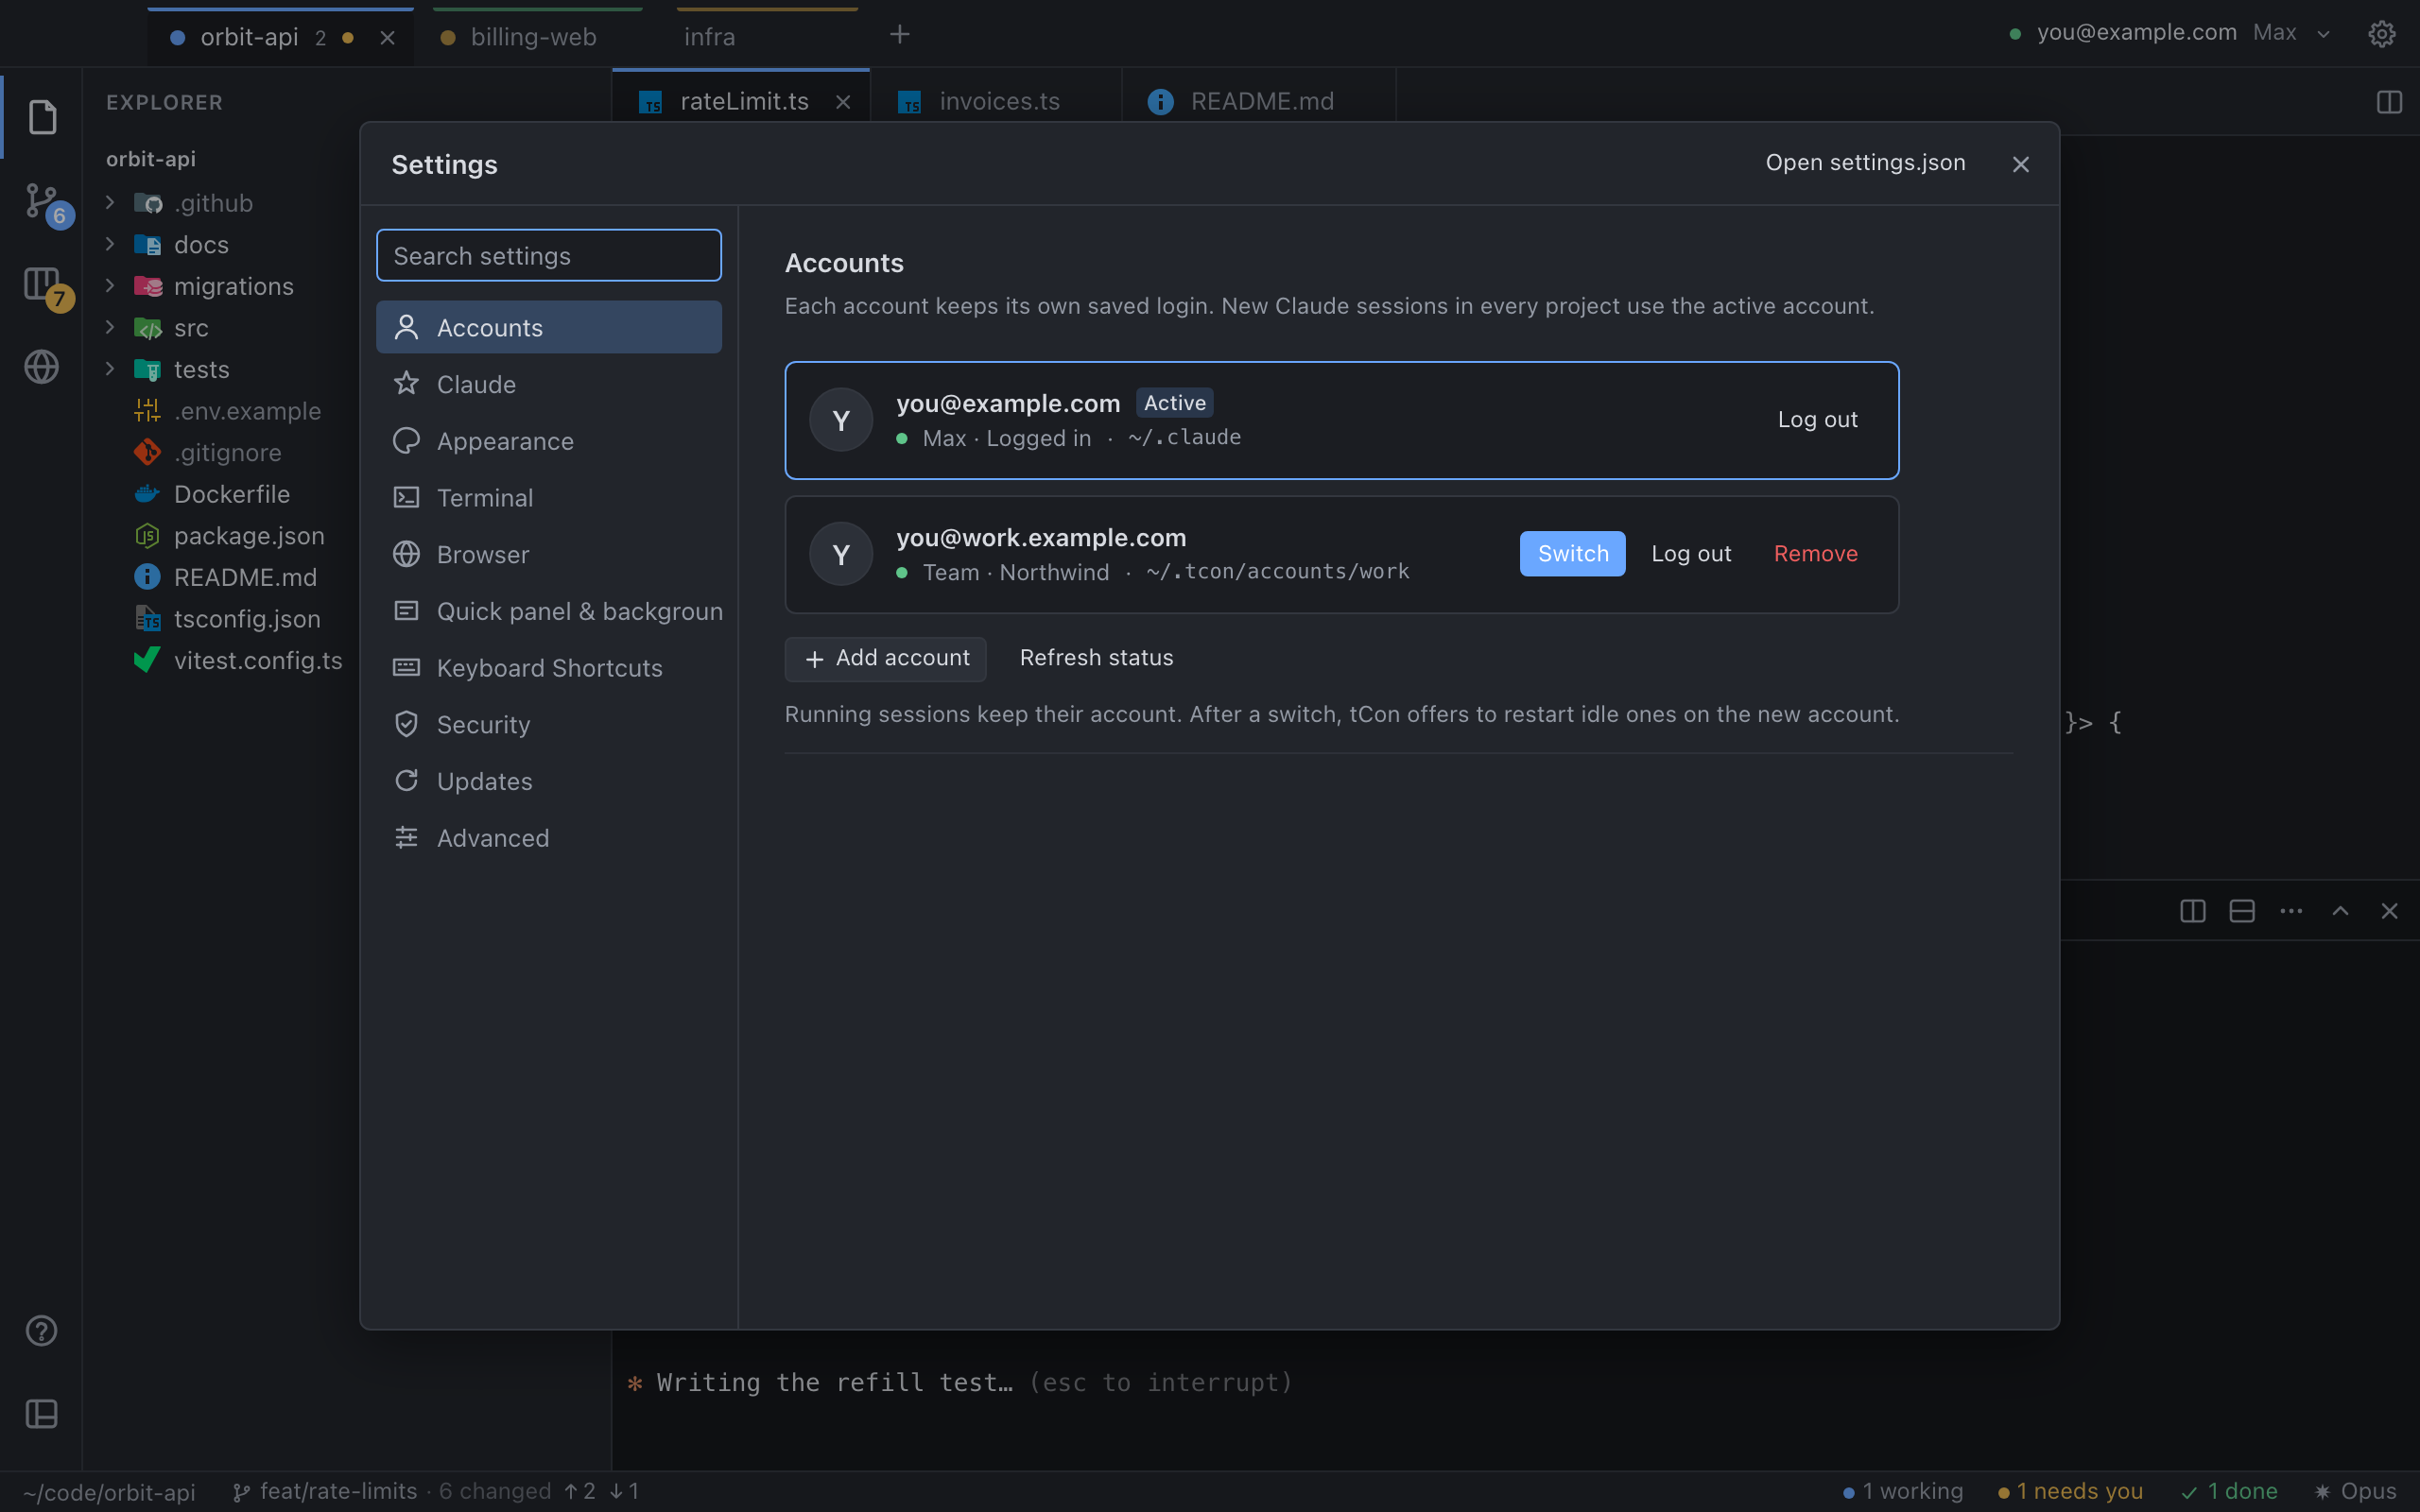 orbit-api 2
billing-web
infra
you@example.com Max
EXPLORER
rateLimit.ts
invoices.ts
README.md
orbit-api
.github
docs
migrations
src
tests
.env.example
.gitignore
Dockerfile
package.json
README.md
tsconfig.json
vitest.config.ts
6
7
Settings
Open settings.json
Search settings
Accounts
Claude
Appearance
Terminal
Browser
Quick panel & backgroun
Keyboard Shortcuts
Security
Updates
Advanced
Accounts
Each account keeps its own saved login. New Claude sessions in every project use the active account.
Y
you@example.com Active
Max · Logged in · ~/.claude
Log out
Y
you@work.example.com
Team · Northwind · ~/.tcon/accounts/work
Switch
Log out
Remove
+ Add account
Refresh status
Running sessions keep their account. After a switch, tCon offers to restart idle ones on the new account.
}> {
✻ Writing the refill test… (esc to interrupt)
~/code/orbit-api
feat/rate-limits · 6 changed ↑2 ↓1
1 working
1 needs you
✓ 1 done
✷ Opus